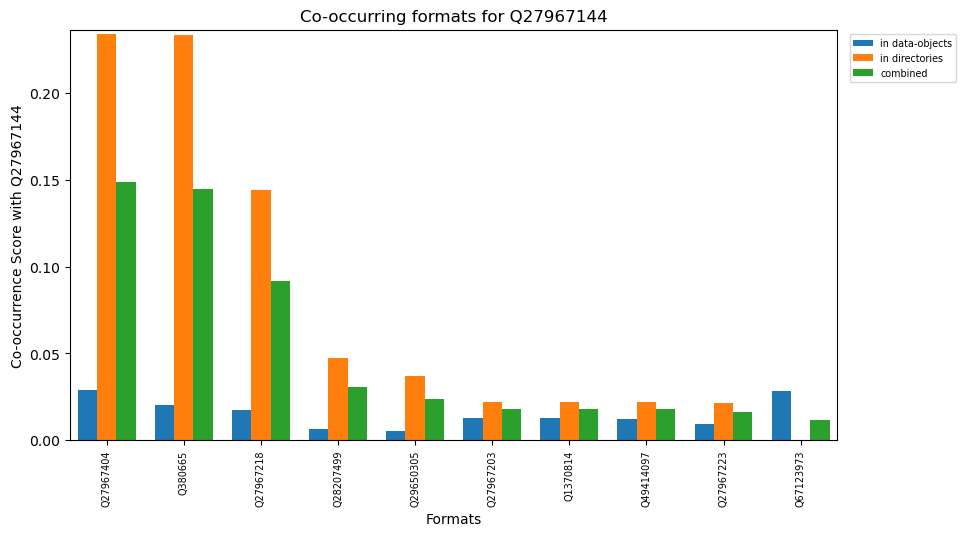 Co-occurring formats for Q27967144
in data-objects
in directories
combined
Co-occurrence Score with Q27967144
0.20
0.15
0.10
0.05
0.00
Q27967404
Q380665
Q27967218
Q28207499
Q29650305
Q27967203
Q1370814
Q49414097
Q27967223
Q67123973
Formats